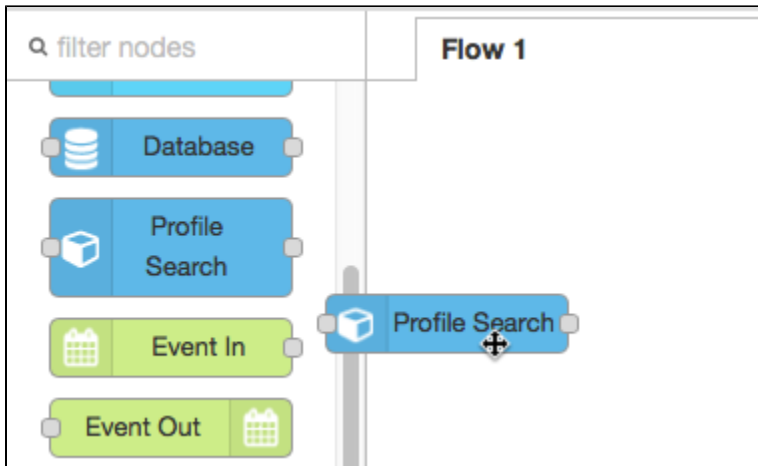 filter nodes
Flow 1
Database
Profile
Search
Profile Search
Event In
Event Out